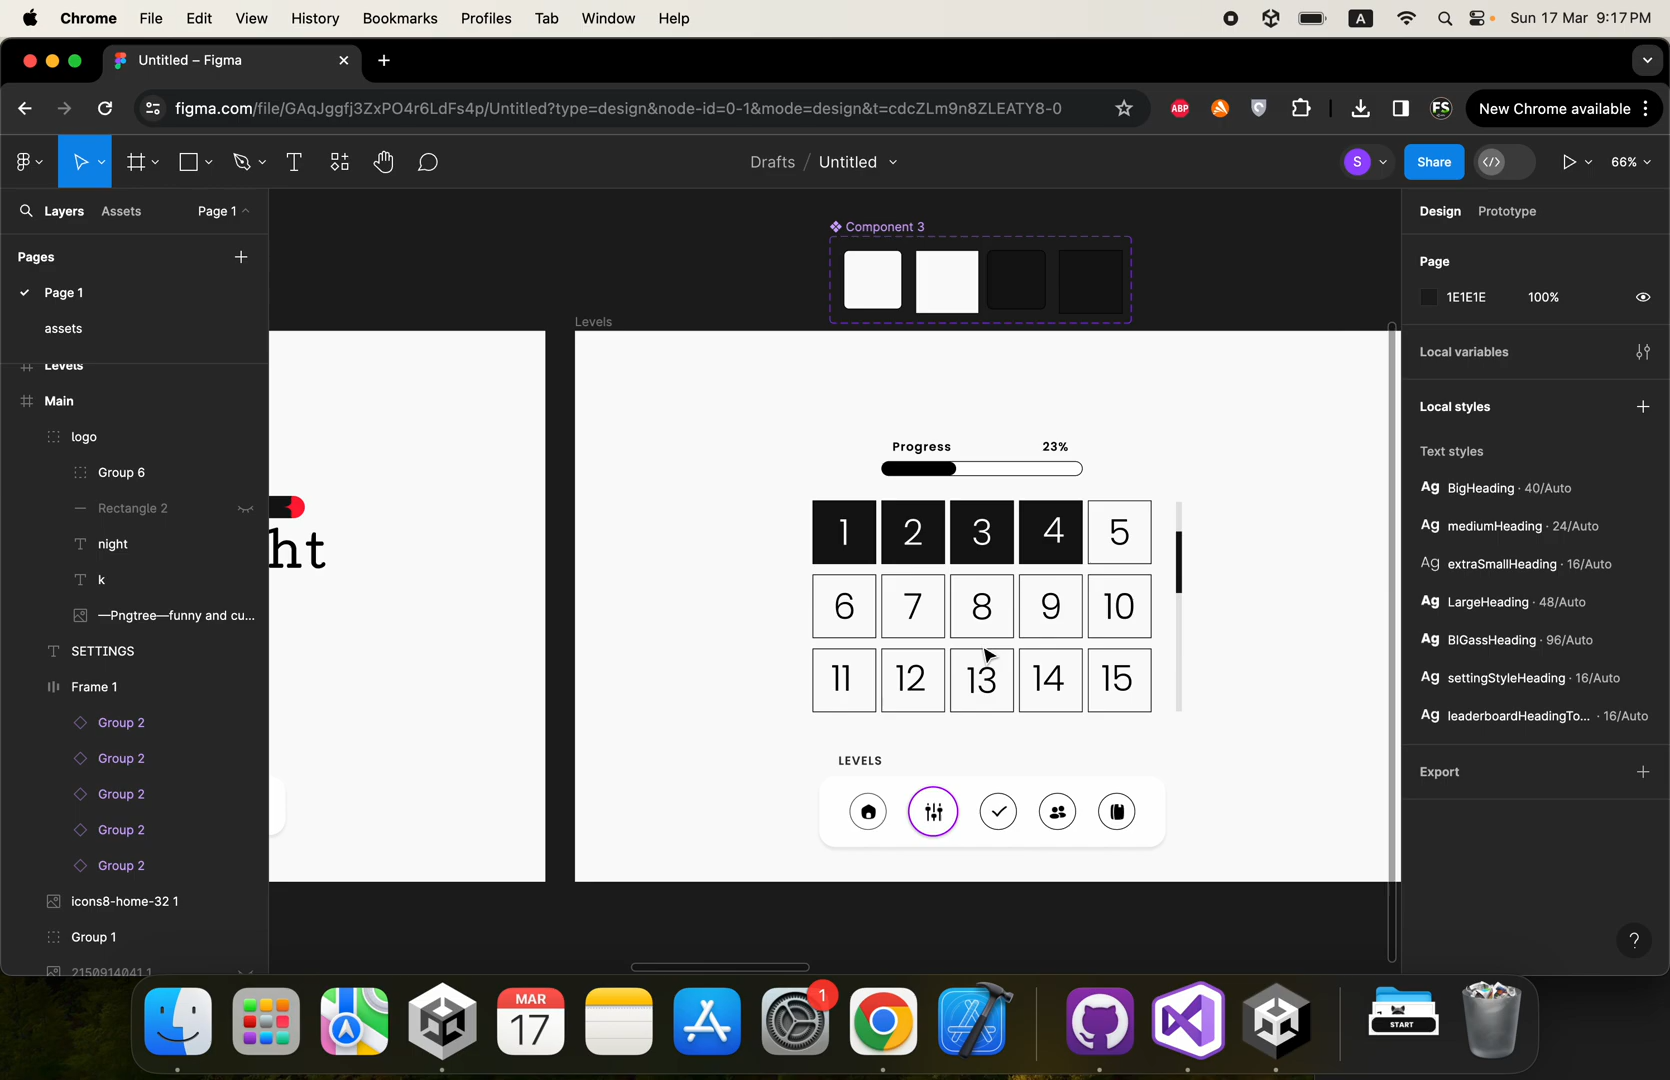 Chrome File Edit View History Bookmarks Profiles Tab Window Help A Sun 17 Mar 9:17 PM
Untitled – Figma
figma.com/file/GAqJggfj3ZxPO4r6LdFs4p/Untitled?type=design&node-id=0-1&mode=design&t=cdcZLm9n8ZLEATY8-0 ABP FS New Chrome available
Drafts / Untitled S Share 66%
Layers Assets Page 1
Pages
Page 1
assets
Levels
Main
logo
Group 6
Rectangle 2
night
k
—Pngtree—funny and cu...
SETTINGS
Frame 1
Group 2
Group 2
Group 2
Group 2
Group 2
icons8-home-32 1
Group 1
2150914041 1
Component 3
Levels
ht
Progress 23%
1 2 3 4 5
6 7 8 9 10
11 12 13 14 15
LEVELS
Design Prototype
Page
1E1E1E 100%
Local variables
Local styles
Text styles
Ag BigHeading · 40/Auto
Ag mediumHeading · 24/Auto
Ag extraSmallHeading · 16/Auto
Ag LargeHeading · 48/Auto
Ag BIGassHeading · 96/Auto
Ag settingStyleHeading · 16/Auto
Ag leaderboardHeadingTo... · 16/Auto
Export
?
MAR
17
1
START